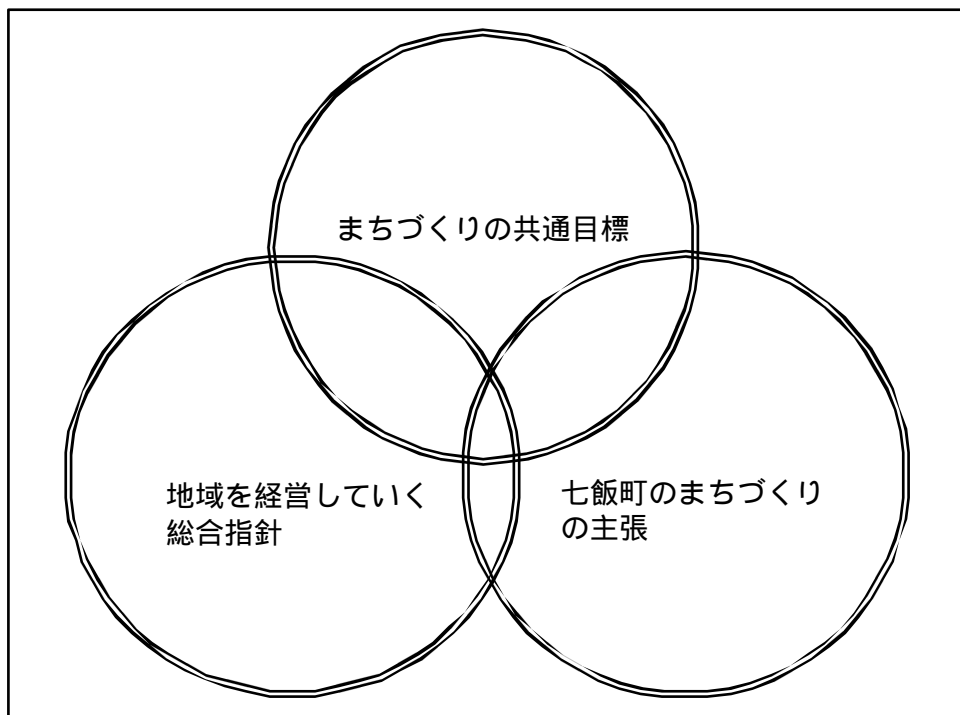 まちづくりの共通目標
地域を経営していく
総合指針
七飯町のまちづくり
の主張